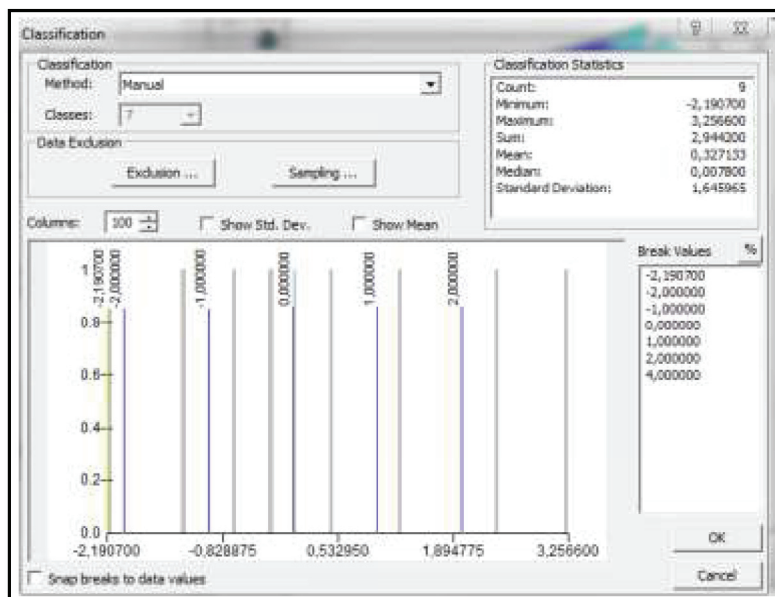 Classification
Classification
Method: Manual
Classes: 7
Data Exclusion
Exclusion ...
Sampling ...
Classification Statistics
Count: 9
Minimum: -2,190700
Maximum: 3,256600
Sum: 2,944200
Mean: 0,327133
Median: 0,007800
Standard Deviation: 1,645965
Columns: 100
Show Std. Dev.
Show Mean
Break Values
%
-2,190700
-2,000000
-1,000000
0,000000
1,000000
2,000000
4,000000
-2,190700
-2,000000
-1,000000
0,000000
1,000000
2,000000
1
0.8
0.6
0.4
0.2
0.0
-2,190700 -0,828875 0,532950 1,894775 3,256600
Snap breaks to data values
OK
Cancel